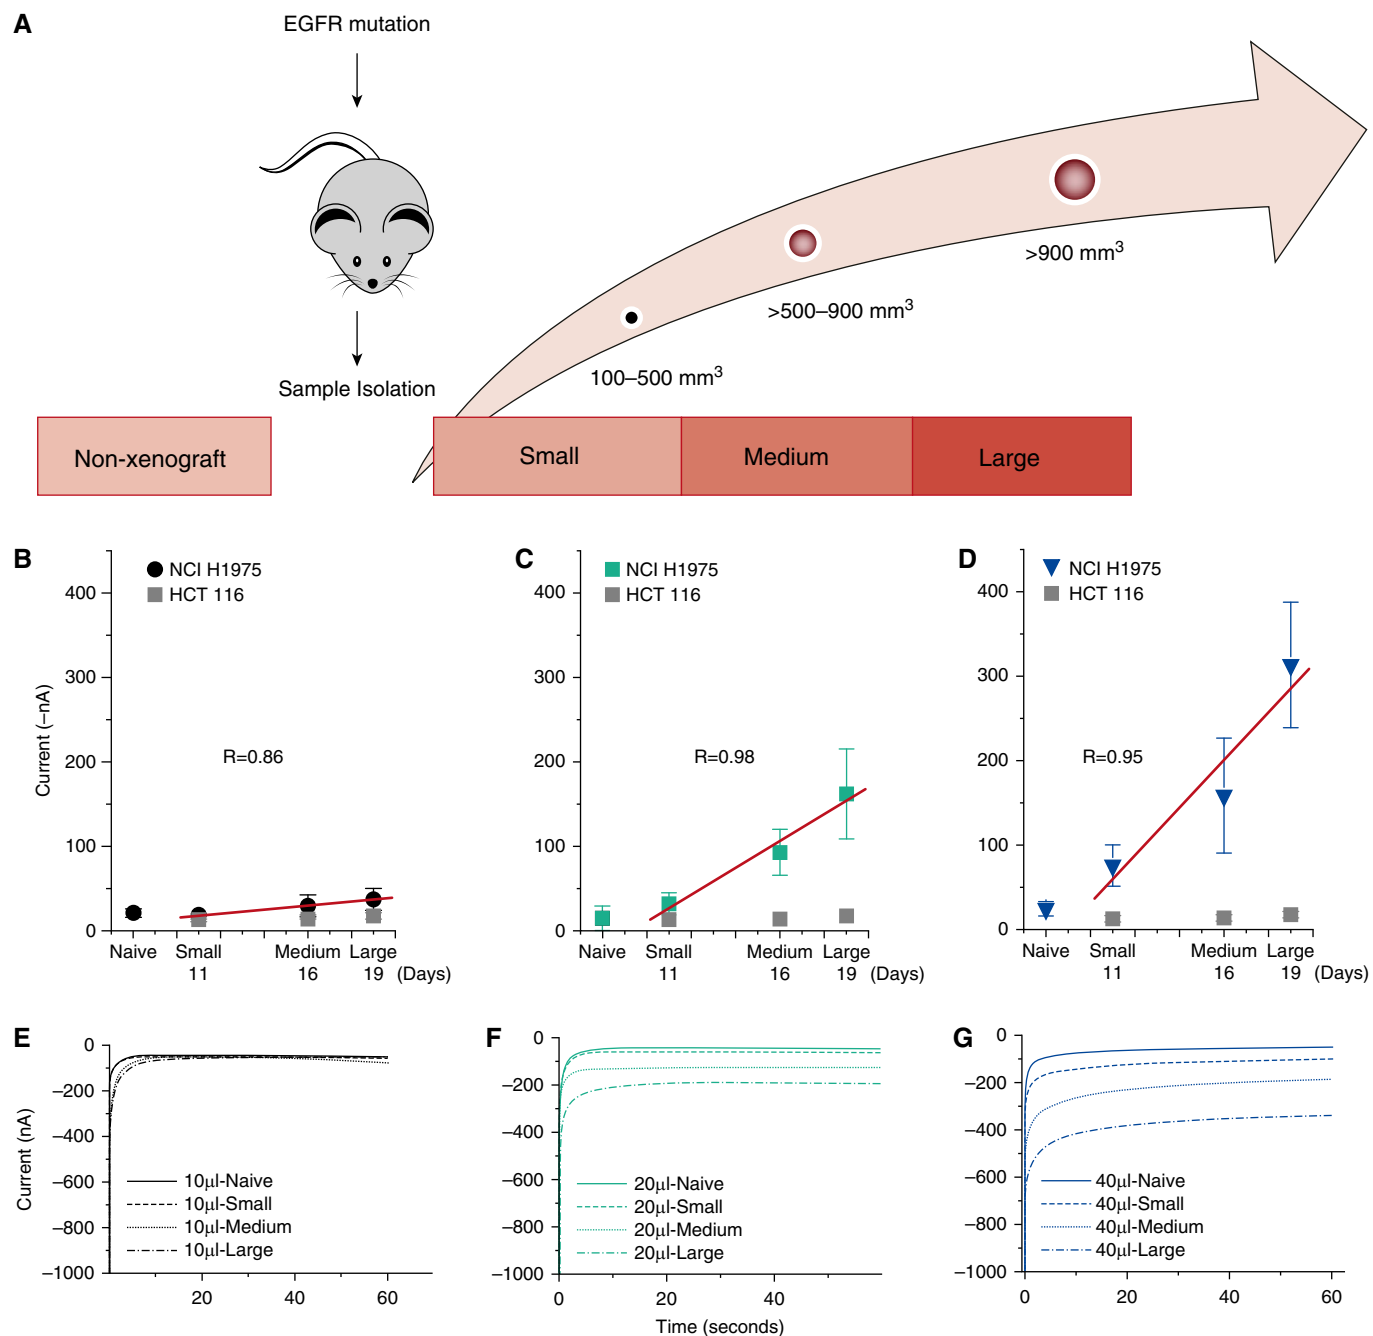 A
EGFR mutation
Sample Isolation
>900 mm³
>500–900 mm³
100–500 mm³
Non-xenograft
Small
Medium
Large
B
NCI H1975
HCT 116
400
300
200
100
0
Current (–nA)
R=0.86
Naive Small Medium Large
11 16 19 (Days)
C
NCI H1975
HCT 116
400
300
200
100
0
R=0.98
Naive Small Medium Large
11 16 19 (Days)
D
NCI H1975
HCT 116
400
300
200
100
0
R=0.95
Naive Small Medium Large
11 16 19 (Days)
E
0
–200
–400
–600
–800
–1000
Current (nA)
10µl-Naive
10µl-Small
10µl-Medium
10µl-Large
0 20 40 60
F
0
–200
–400
–600
–800
–1000
20µl-Naive
20µl-Small
20µl-Medium
20µl-Large
0 20 40
Time (seconds)
G
0
–200
–400
–600
–800
–1000
40µl-Naive
40µl-Small
40µl-Medium
40µl-Large
0 20 40 60